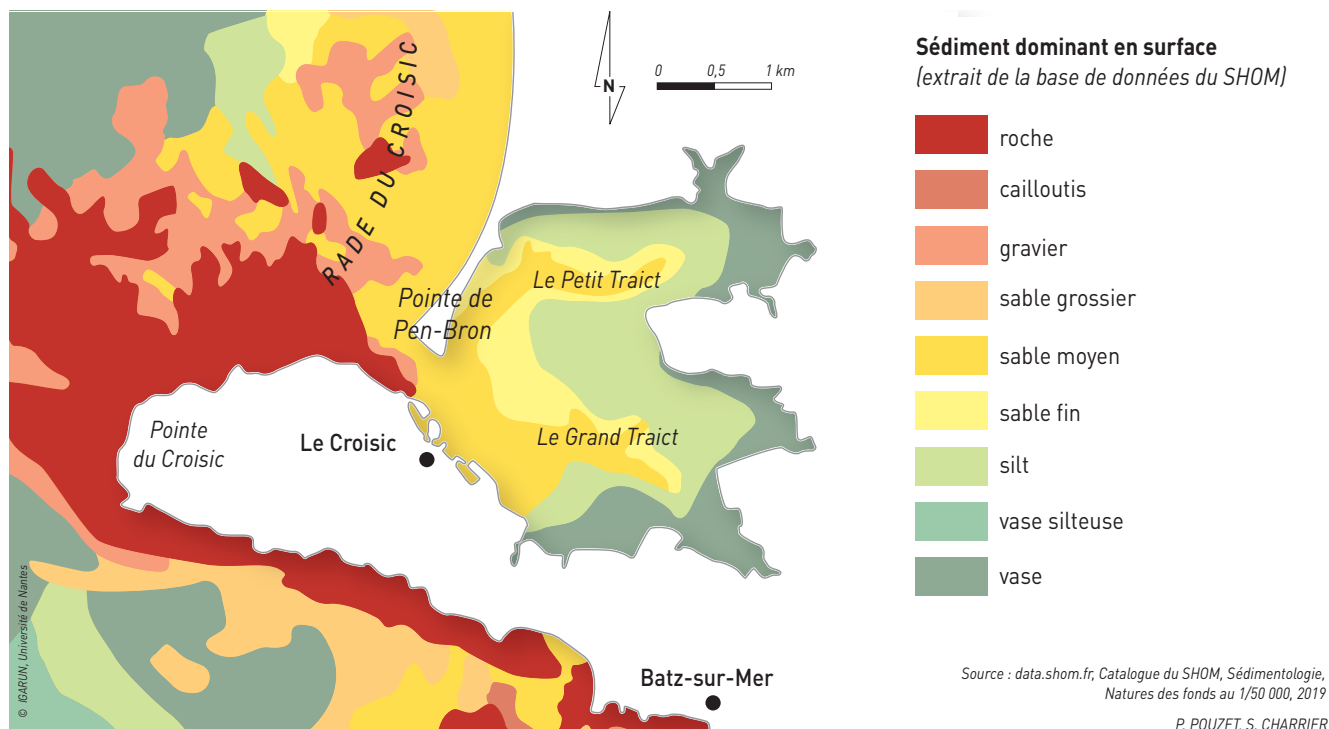 RADE DU CROISIC
N
0 0,5 1 km
Le Petit Traict
Pointe de
Pen-Bron
Pointe
du Croisic
Le Croisic
Le Grand Traict
Batz-sur-Mer
© IGARUN, Université de Nantes
Sédiment dominant en surface
(extrait de la base de données du SHOM)
roche
cailloutis
gravier
sable grossier
sable moyen
sable fin
silt
vase silteuse
vase
Source : data.shom.fr, Catalogue du SHOM, Sédimentologie,
Natures des fonds au 1/50 000, 2019
P. POUZET, S. CHARRIER